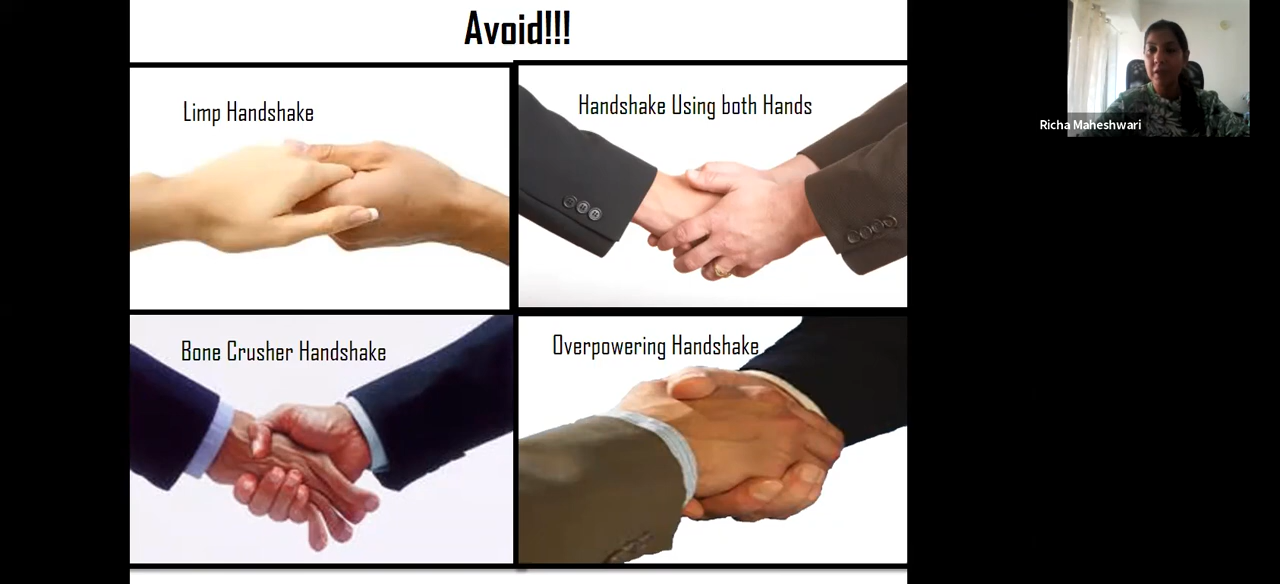 Avoid!!!
Limp Handshake
Handshake Using both Hands
Bone Crusher Handshake
Overpowering Handshake
Richa Maheshwari